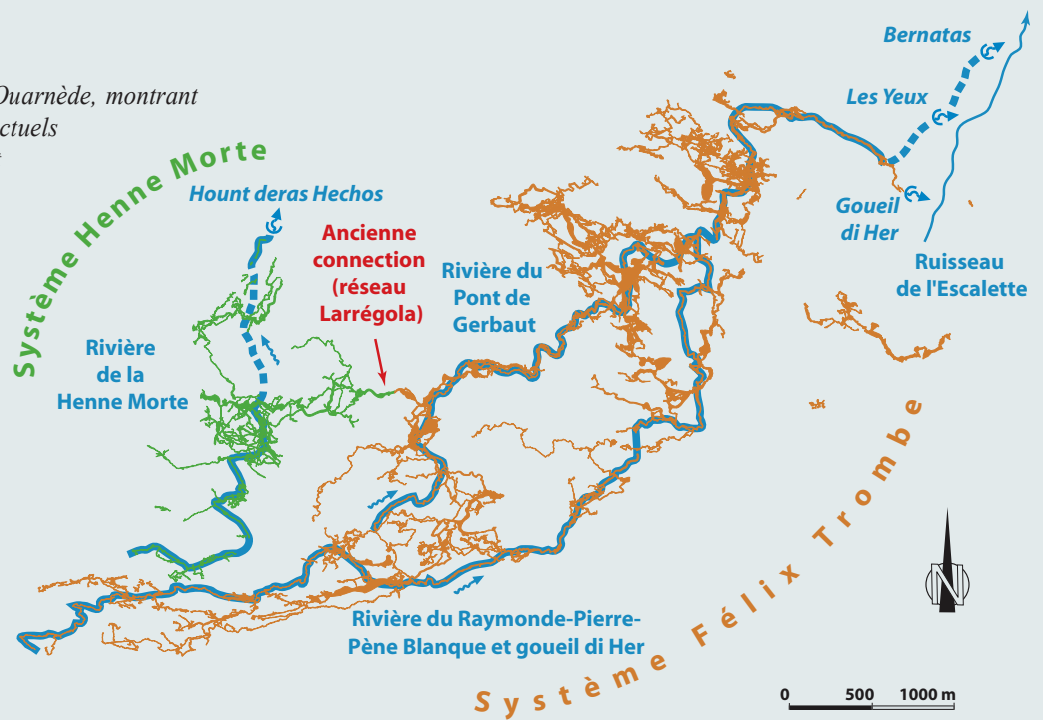 Ouarnède, montrant
ctuels
Système Henne Morte
Hount deras Hechos
Ancienne
connection
(réseau
Larrégola)
Rivière du
Pont de
Gerbaut
Rivière
de la
Henne Morte
Bernatas
Les Yeux
Goueil
di Her
Ruisseau
de l'Escalette
Rivière du Raymonde-Pierre-
Pène Blanque et goueil di Her
Système Félix Trombe
N
0 500 1000 m